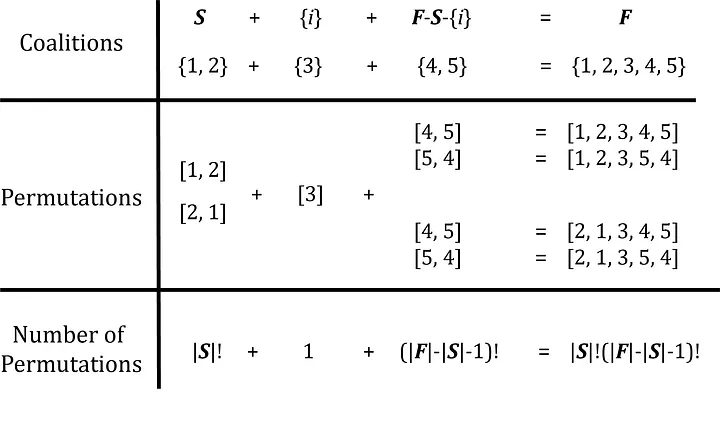 Coalitions
S + {i} + F-S-{i} = F
{1, 2} + {3} + {4, 5} = {1, 2, 3, 4, 5}
Permutations
[1, 2]
[2, 1]
+ [3] +
[4, 5] = [1, 2, 3, 4, 5]
[5, 4] = [1, 2, 3, 5, 4]
[4, 5] = [2, 1, 3, 4, 5]
[5, 4] = [2, 1, 3, 5, 4]
Number of
Permutations
|S|! + 1 + (|F|-|S|-1)! = |S|!(|F|-|S|-1)!